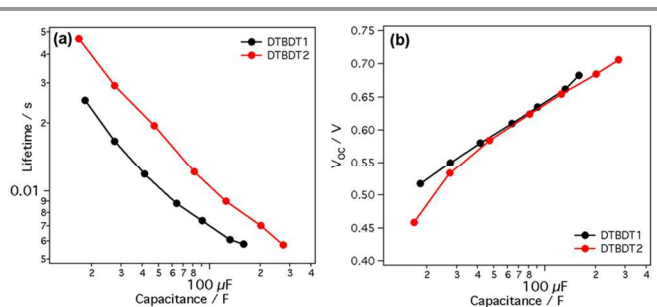 (a)
DTBDT1
DTBDT2
5
4
3
2
0.01
9
8
7
6
5
Lifetime / s
2 3 4 5 6 7 8 2 3 4
100 µF
Capacitance / F
(b)
0.75
0.70
0.65
0.60
0.55
0.50
0.45
0.40
V_OC / V
DTBDT1
DTBDT2
2 3 4 5 6 7 8 2 3 4
100 µF
Capacitance / F